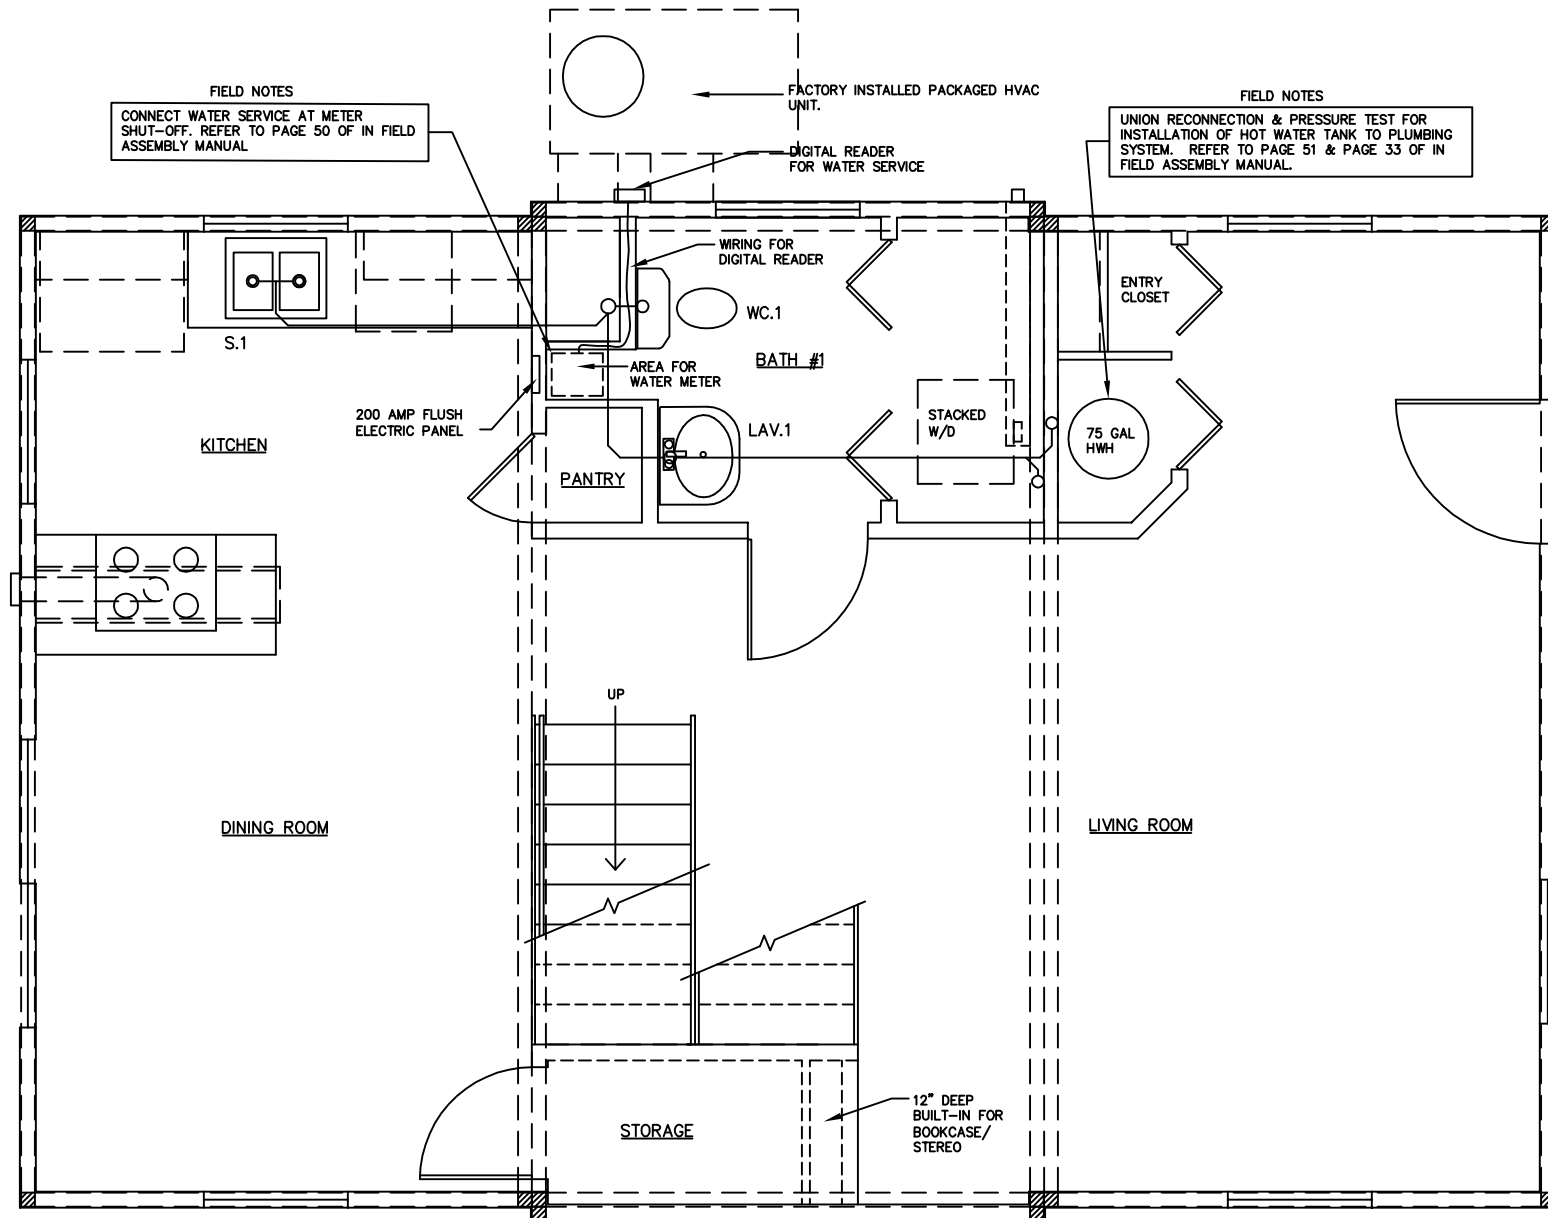 FIELD NOTES
CONNECT WATER SERVICE AT METER
SHUT-OFF. REFER TO PAGE 50 OF IN FIELD
ASSEMBLY MANUAL
FACTORY INSTALLED PACKAGED HVAC
UNIT.
FIELD NOTES
UNION RECONNECTION & PRESSURE TEST FOR
INSTALLATION OF HOT WATER TANK TO PLUMBING
SYSTEM. REFER TO PAGE 51 & PAGE 33 OF IN
FIELD ASSEMBLY MANUAL.
DIGITAL READER
FOR WATER SERVICE
WIRING FOR
DIGITAL READER
ENTRY
CLOSET
WC.1
S.1
BATH #1
AREA FOR
WATER METER
200 AMP FLUSH
ELECTRIC PANEL
LAV.1
STACKED
W/D
75 GAL
HWH
KITCHEN
PANTRY
UP
DINING ROOM
LIVING ROOM
12" DEEP
BUILT-IN FOR
BOOKCASE/
STEREO
STORAGE